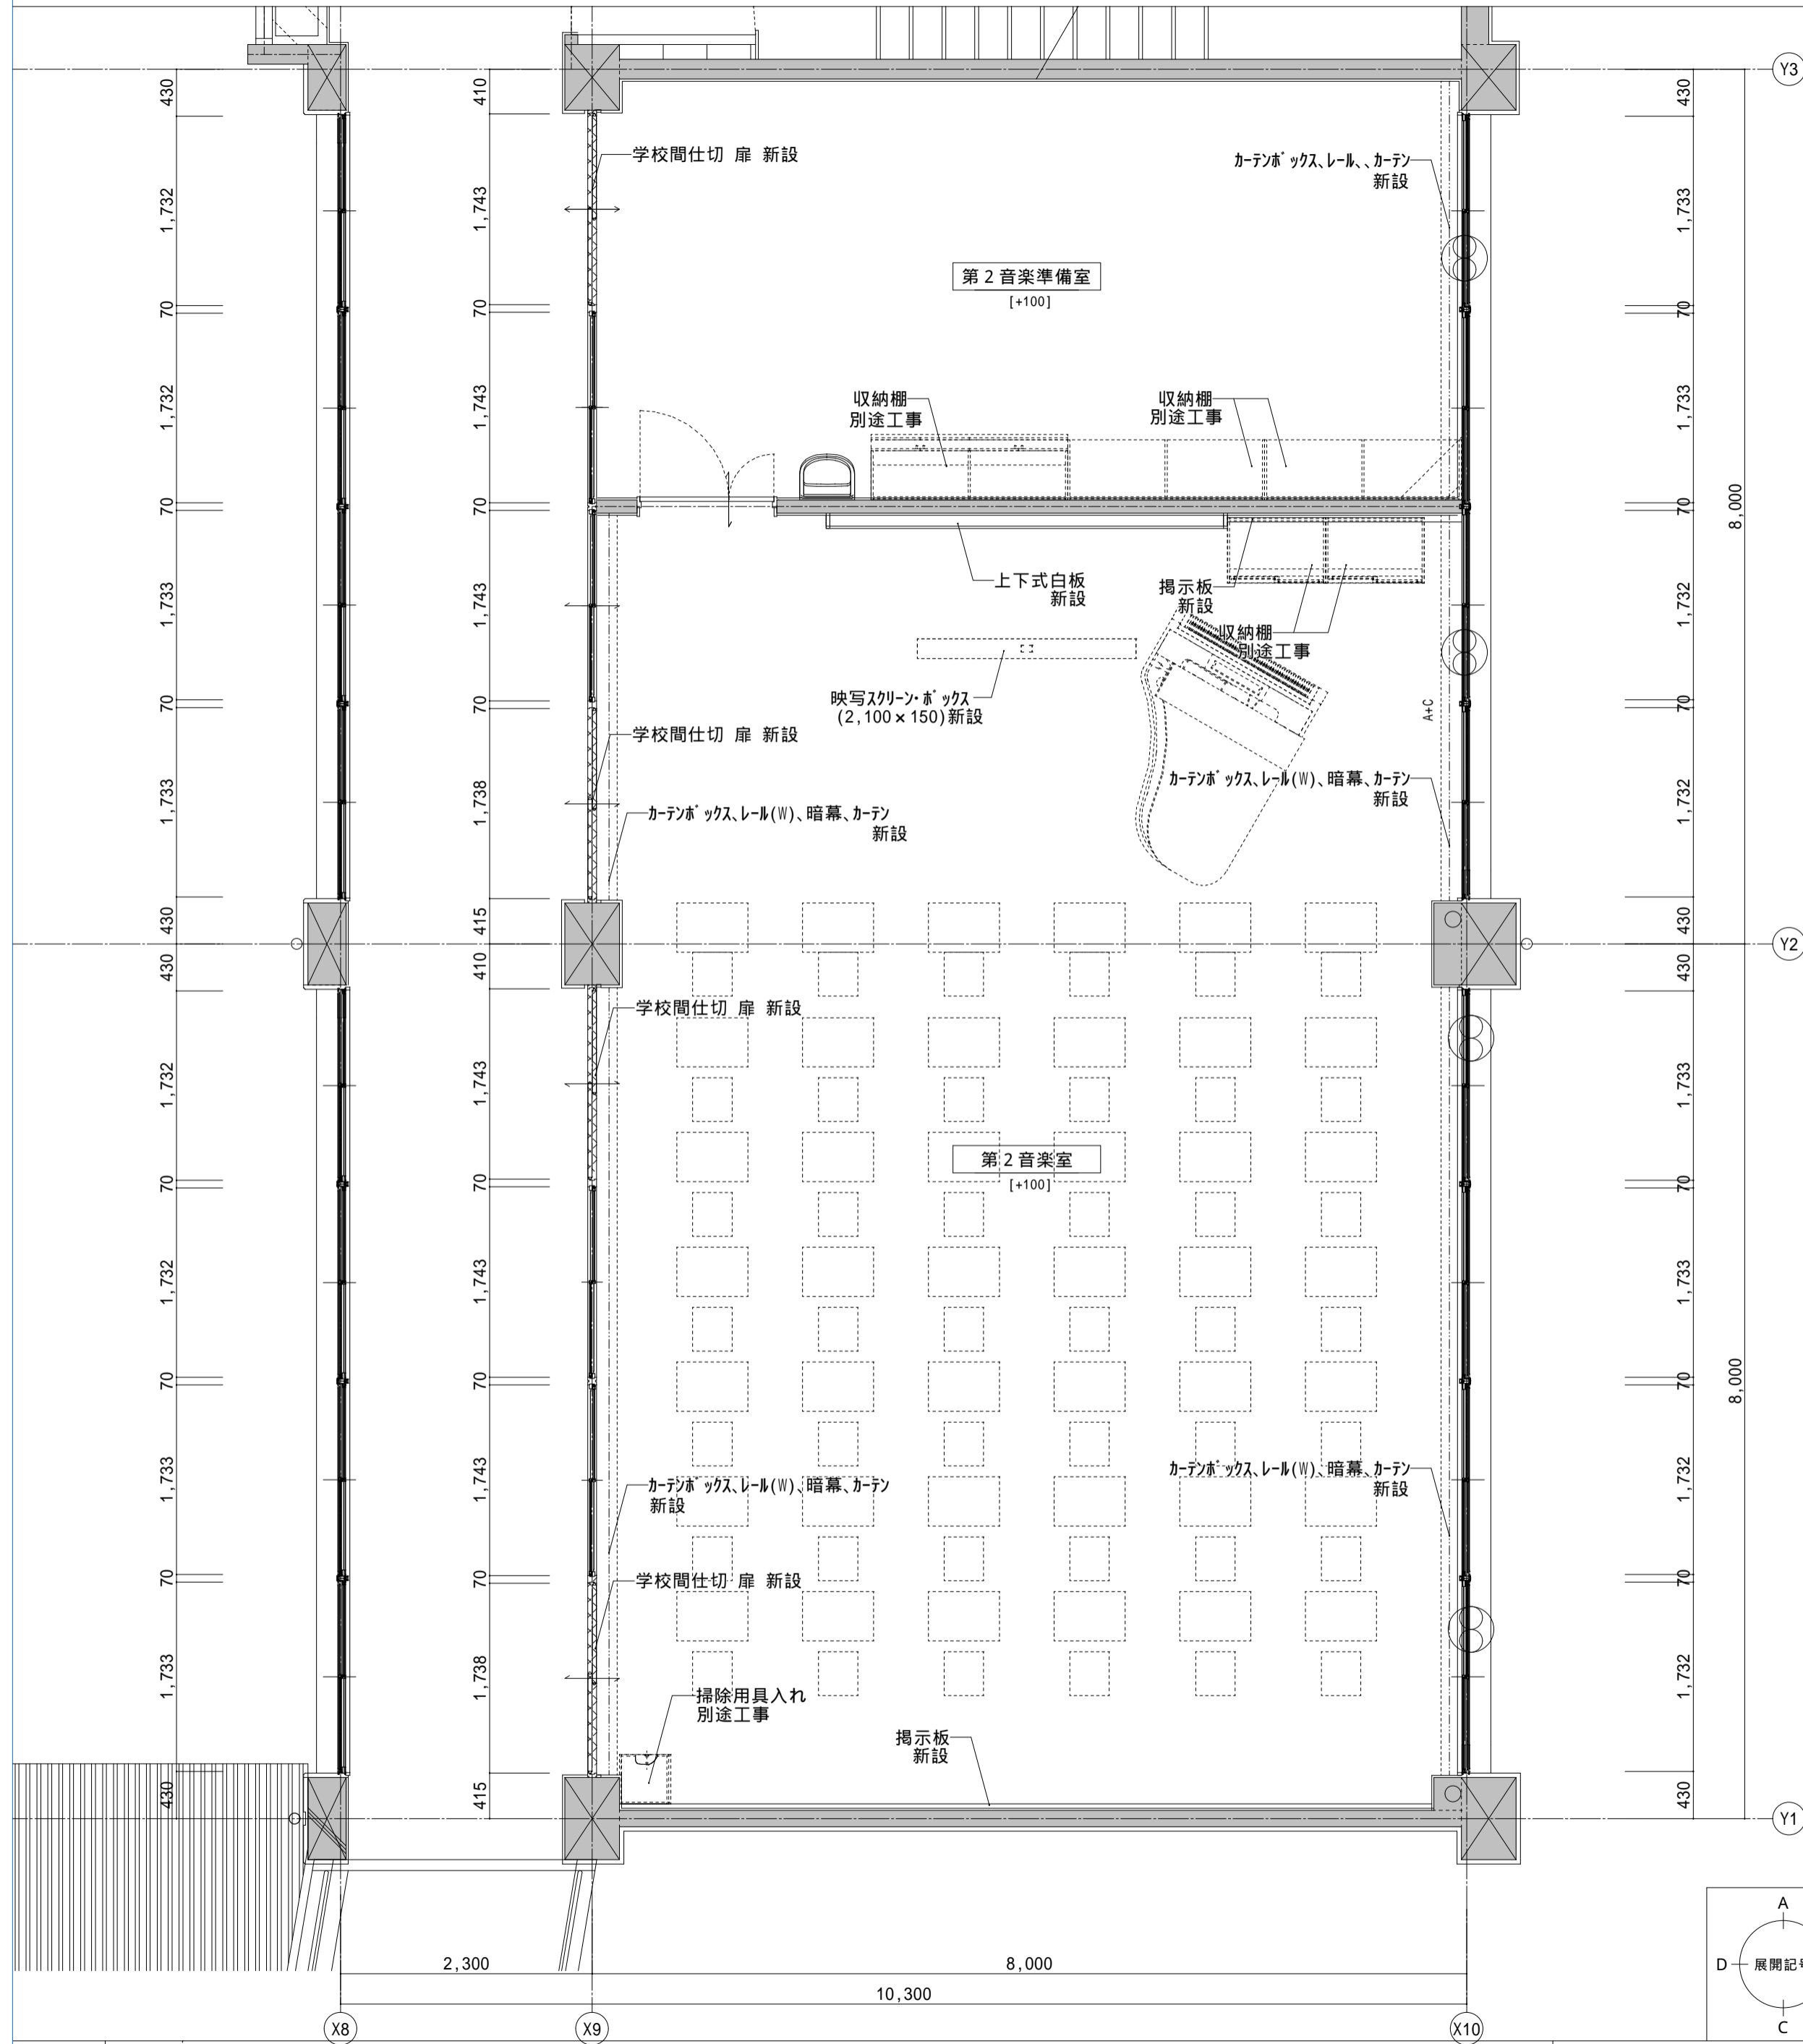 Y3
430
410
430
学校間仕切 扉 新設
カーテンボックス、レール、、カーテン
新設
1,732
1,743
1,733
第２音楽準備室
[+100]
70
70
70
1,732
1,743
1,733
収納棚
別途工事
収納棚
別途工事
70
70
70
8,000
上下式白板
新設
掲示板
新設
1,733
1,743
1,732
収納棚
別途工事
映写スクリーン・ボックス
(2,100×150)新設
70
70
70
A+C
学校間仕切 扉 新設
カーテンボックス、レール(W)、暗幕、カーテン
新設
1,733
1,738
1,732
カーテンボックス、レール(W)、暗幕、カーテン
新設
430
415
430
Y2
430
410
430
学校間仕切 扉 新設
1,732
1,743
1,733
第２音楽室
[+100]
70
70
70
1,732
1,743
1,733
70
70
70
8,000
カーテンボックス、レール(W)、暗幕、カーテン
新設
1,733
1,743
1,732
カーテンボックス、レール(W)、暗幕、カーテン
新設
70
70
70
学校間仕切 扉 新設
1,733
1,738
1,732
掃除用具入れ
別途工事
掲示板
新設
430
415
430
Y1
A
D
展開記号
C
2,300
8,000
10,300
X8
X9
X10